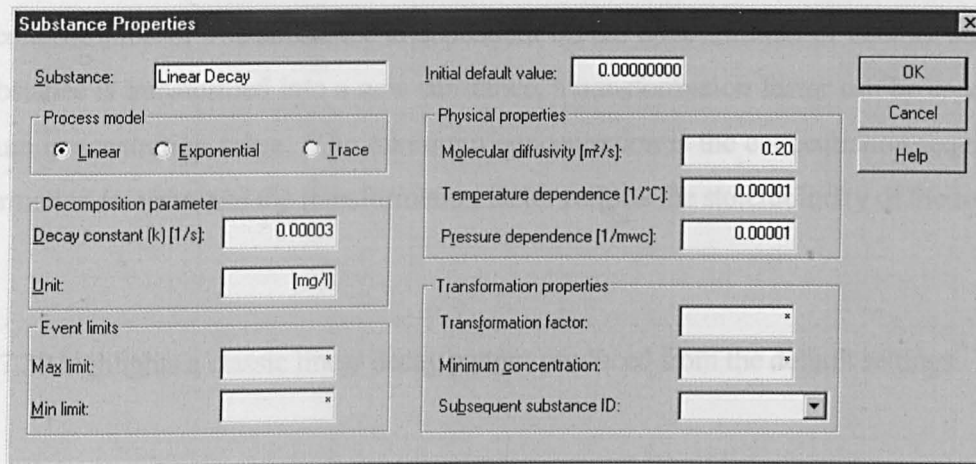 Substance Properties
Substance: Linear Decay
Initial default value: 0.00000000
OK
Cancel
Help
Process model
Linear Exponential Trace
Decomposition parameter
Decay constant (k) [1/s]: 0.00003
Unit: [mg/l]
Event limits
Max limit: *
Min limit: *
Physical properties
Molecular diffusivity [m²/s]: 0.20
Temperature dependence [1/°C]: 0.00001
Pressure dependence [1/mwc]: 0.00001
Transformation properties
Transformation factor: *
Minimum concentration: *
Subsequent substance ID: